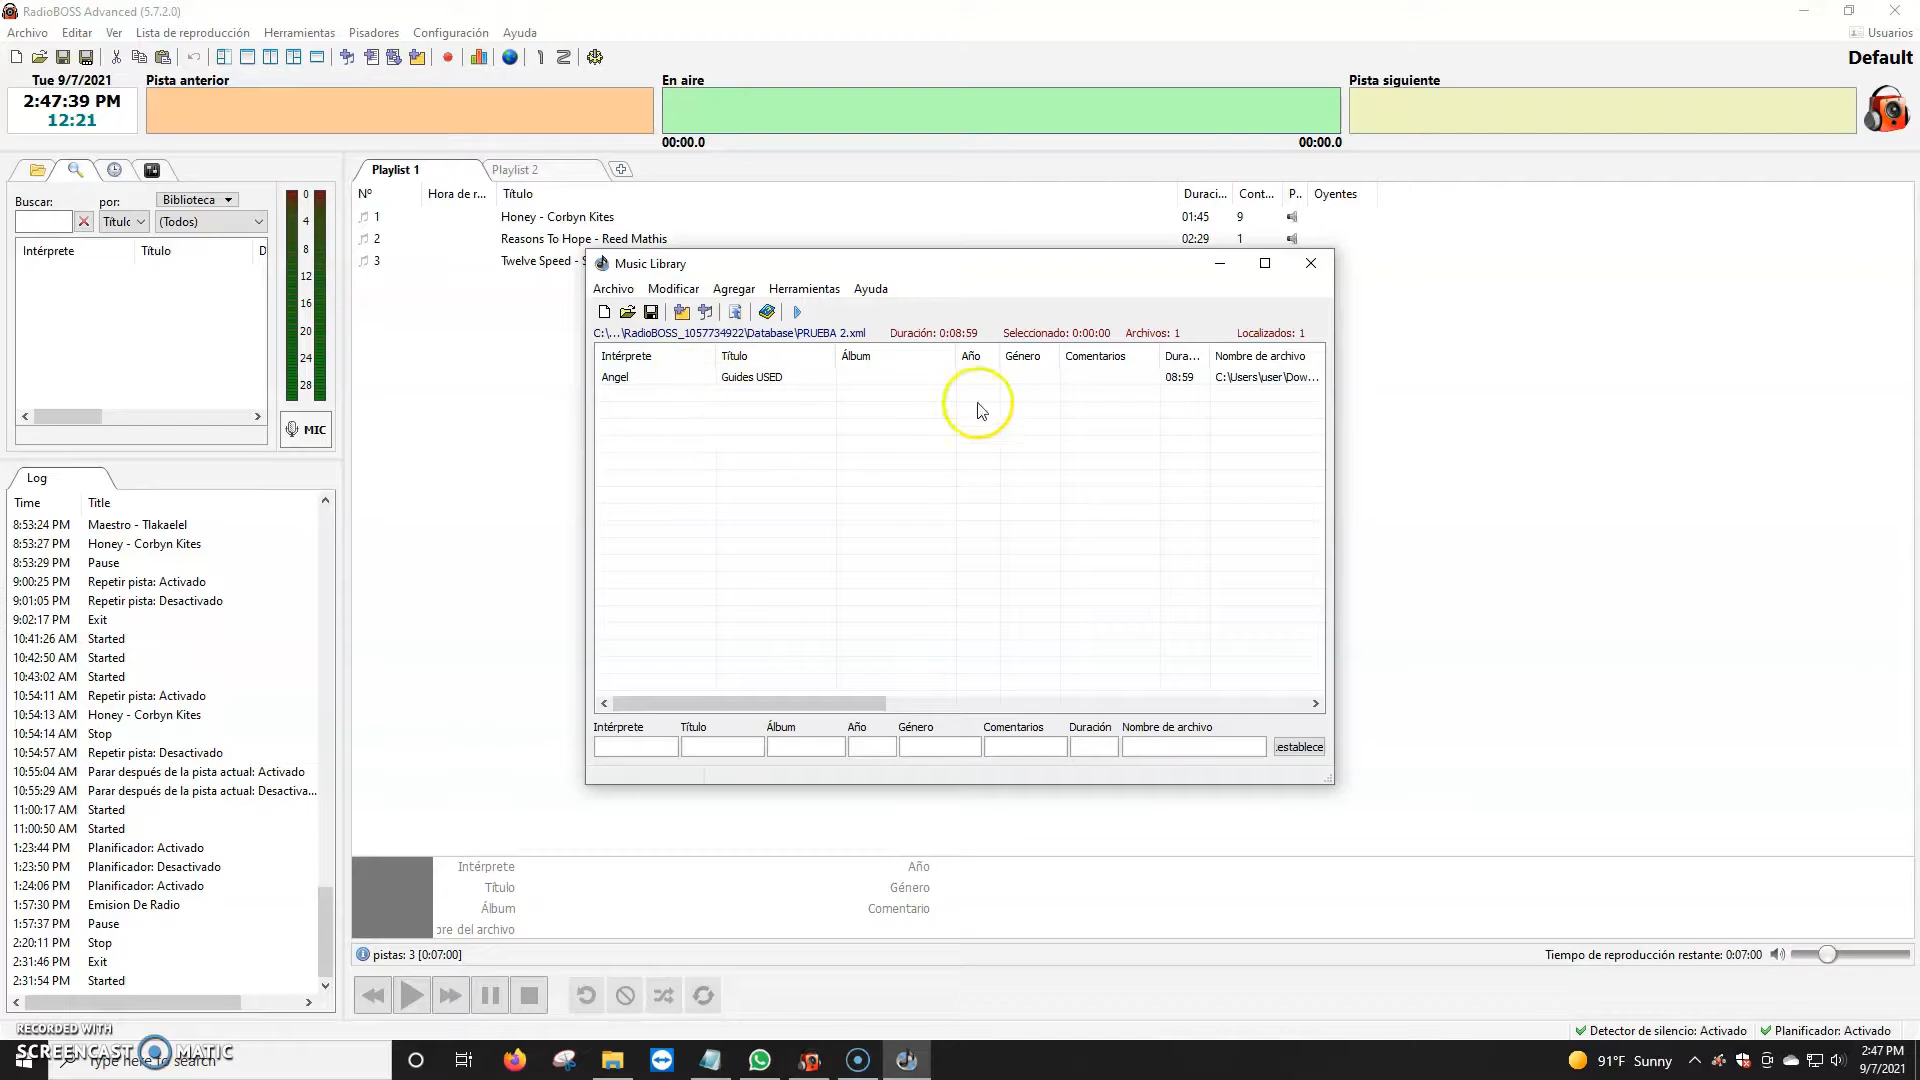 RadioBOSS Advanced (5.7.2.0)
Archivo Editar Ver Lista de reproducción Herramientas Pisadores Configuración Ayuda Usuarios
Default
Tue 9/7/2021 Pista anterior En aire Pista siguiente
2:47:39 PM
12:21
00:00.0 00:00.0
Playlist 1 Playlist 2
Buscar: por: Biblioteca
Título (Todos)
Intérprete Título D
0
4
8
12
16
20
24
28
MIC
Nº Hora de r... Título Duraci... Cont... P.. Oyentes
1 Honey - Corbyn Kites 01:45 9
2 Reasons To Hope - Reed Mathis 02:29 1
3 Twelve Speed - S
Music Library
Archivo Modificar Agregar Herramientas Ayuda
C:\...\RadioBOSS_1057734922\Database\PRUEBA 2.xml Duración: 0:08:59 Seleccionado: 0:00:00 Archivos: 1 Localizados: 1
Intérprete Título Álbum Año Género Comentarios Dura... Nombre de archivo
Angel Guides USED 08:59 C:\Users\user\Dow...
Intérprete Título Álbum Año Género Comentarios Duración Nombre de archivo
.establece
Log
Time Title
8:53:24 PM Maestro - Tlakaelel
8:53:27 PM Honey - Corbyn Kites
8:53:29 PM Pause
9:00:25 PM Repetir pista: Activado
9:01:05 PM Repetir pista: Desactivado
9:02:17 PM Exit
10:41:26 AM Started
10:42:50 AM Started
10:43:02 AM Started
10:54:11 AM Repetir pista: Activado
10:54:13 AM Honey - Corbyn Kites
10:54:14 AM Stop
10:54:57 AM Repetir pista: Desactivado
10:55:04 AM Parar después de la pista actual: Activado
10:55:29 AM Parar después de la pista actual: Desactiva...
11:00:17 AM Started
11:00:50 AM Started
1:23:44 PM Planificador: Activado
1:23:50 PM Planificador: Desactivado
1:24:06 PM Planificador: Activado
1:57:30 PM Emision De Radio
1:57:37 PM Pause
2:20:11 PM Stop
2:31:46 PM Exit
2:31:54 PM Started
Intérprete Año
Título Género
Álbum Comentario
ore del archivo
pistas: 3 [0:07:00] Tiempo de reproducción restante: 0:07:00
Detector de silencio: Activado Planificador: Activado
RECORDED WITH
SCREENCAST MATIC
Type here to search
91°F Sunny
2:47 PM
9/7/2021